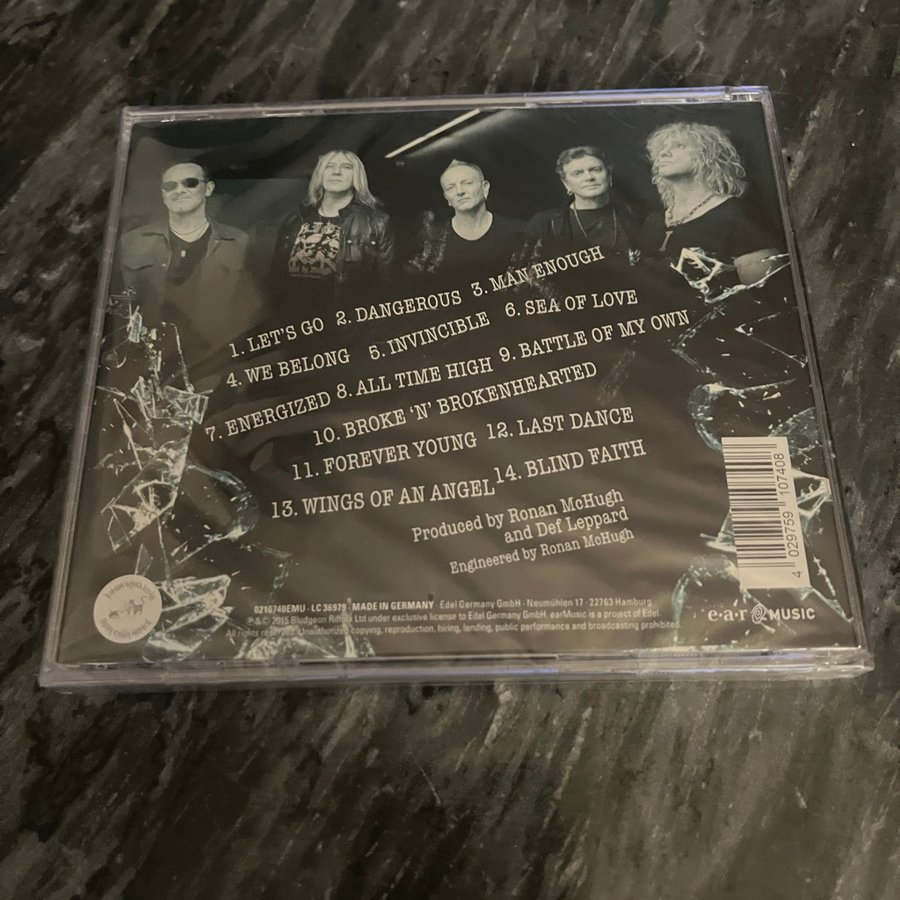 1. LET'S GO 2. DANGEROUS 3. MAN ENOUGH
4. WE BELONG 5. INVINCIBLE 6. SEA OF LOVE
7. ENERGIZED 8. ALL TIME HIGH 9. BATTLE OF MY OWN
10. BROKE 'N' BROKENHEARTED
11. FOREVER YOUNG 12. LAST DANCE
13. WINGS OF AN ANGEL 14. BLIND FAITH
Produced by Ronan McHugh
and Def Leppard
Engineered by Ronan McHugh
4 029759 107408
0210740EMU · LC36979 · MADE IN GERMANY Edel Germany GmbH · Neumühlen 17 · 22763 Hamburg
P & © 2015 Bludgeon Riffola Ltd under exclusive license to Edel Germany GmbH. earMusic is a project of Edel.
All rights reserved. Unauthorized copying, reproduction, hiring, lending, public performance and broadcasting prohibited.
e·a·r MUSIC